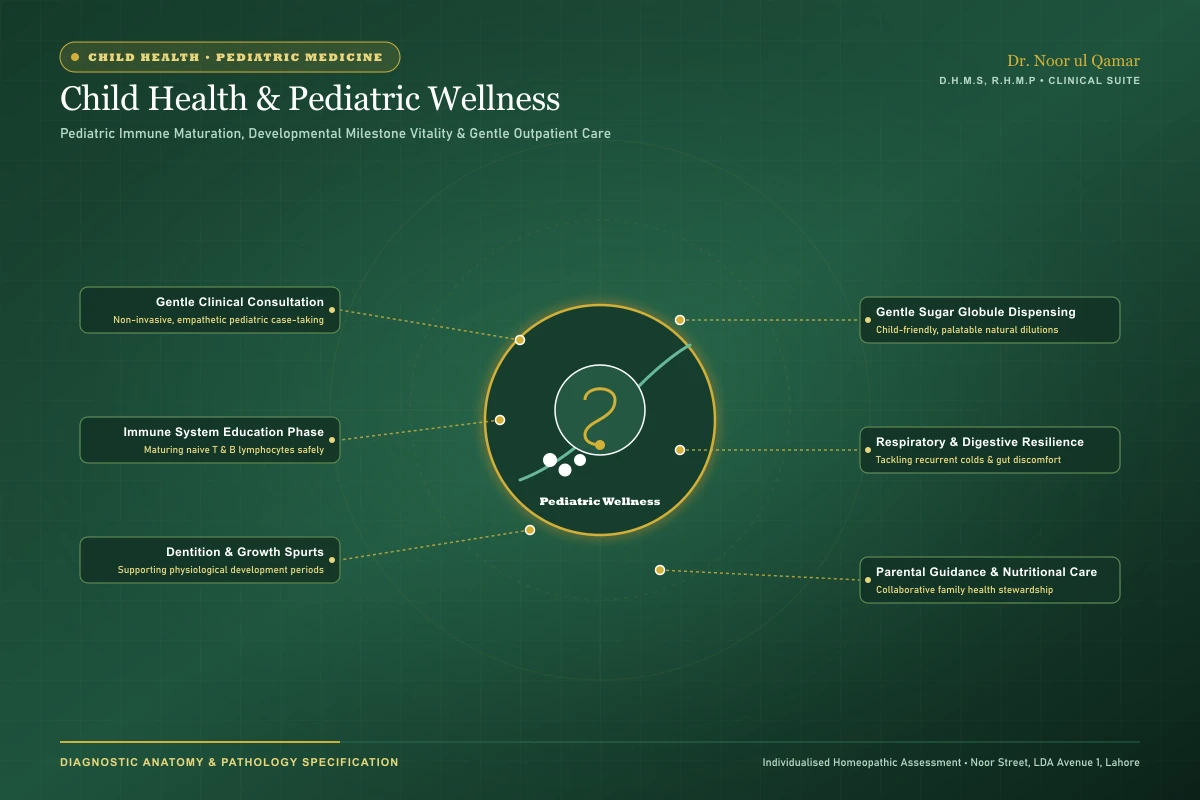 CHILD HEALTH • PEDIATRIC MEDICINE
Child Health & Pediatric Wellness
Pediatric Immune Maturation, Developmental Milestone Vitality & Gentle Outpatient Care
Dr. Noor ul Qamar
D.H.M.S, R.H.M.P • CLINICAL SUITE
Gentle Clinical Consultation
Non-invasive, empathetic pediatric case-taking
Immune System Education Phase
Maturing naive T & B lymphocytes safely
Dentition & Growth Spurts
Supporting physiological development periods
Pediatric Wellness
Gentle Sugar Globule Dispensing
Child-friendly, palatable natural dilutions
Respiratory & Digestive Resilience
Tackling recurrent colds & gut discomfort
Parental Guidance & Nutritional Care
Collaborative family health stewardship
DIAGNOSTIC ANATOMY & PATHOLOGY SPECIFICATION
Individualised Homeopathic Assessment • Noor Street, LDA Avenue 1, Lahore